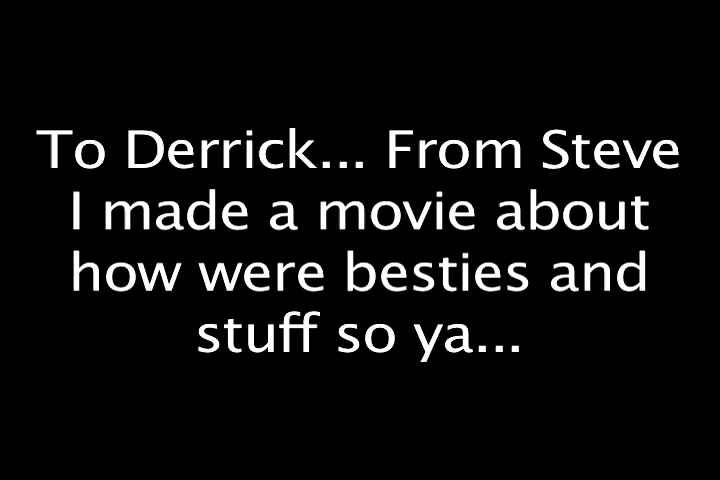 To Derrick... From Steve
I made a movie about
how were besties and
stuff so ya...